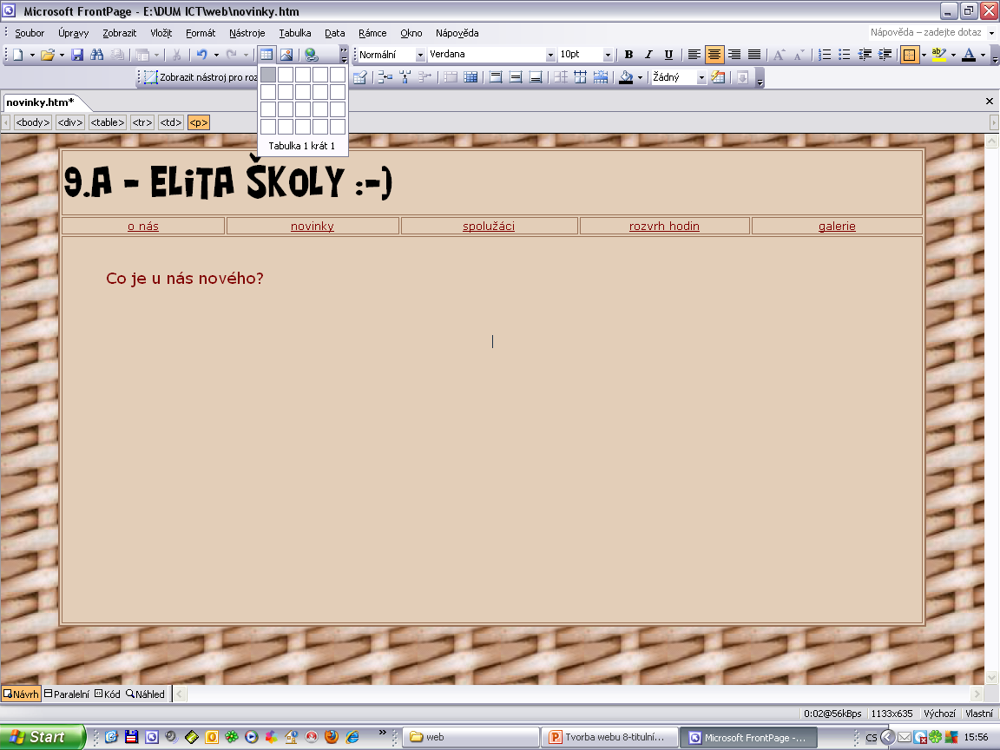 Microsoft FrontPage - E:\DUM ICT\web\novinky.htm
Soubor Úpravy Zobrazit Vložit Formát Nástroje Tabulka Data Rámce Okno Nápověda
Nápověda – zadejte dotaz
Normální Verdana 10pt B I U
Zobrazit nástroj pro roz
Žádný
novinky.htm*
<body> <div> <table> <tr> <td> <p>
Tabulka 1 krát 1
9.A - ELiTA ŠKOLY :-)
o nás novinky spolužáci rozvrh hodin galerie
Co je u nás nového?
Návrh Paralelní Kód Náhled
0:02@56kBps 1133x635 Výchozí Vlastní
Start web Tvorba webu 8-titulní... Microsoft FrontPage -... CS 15:56